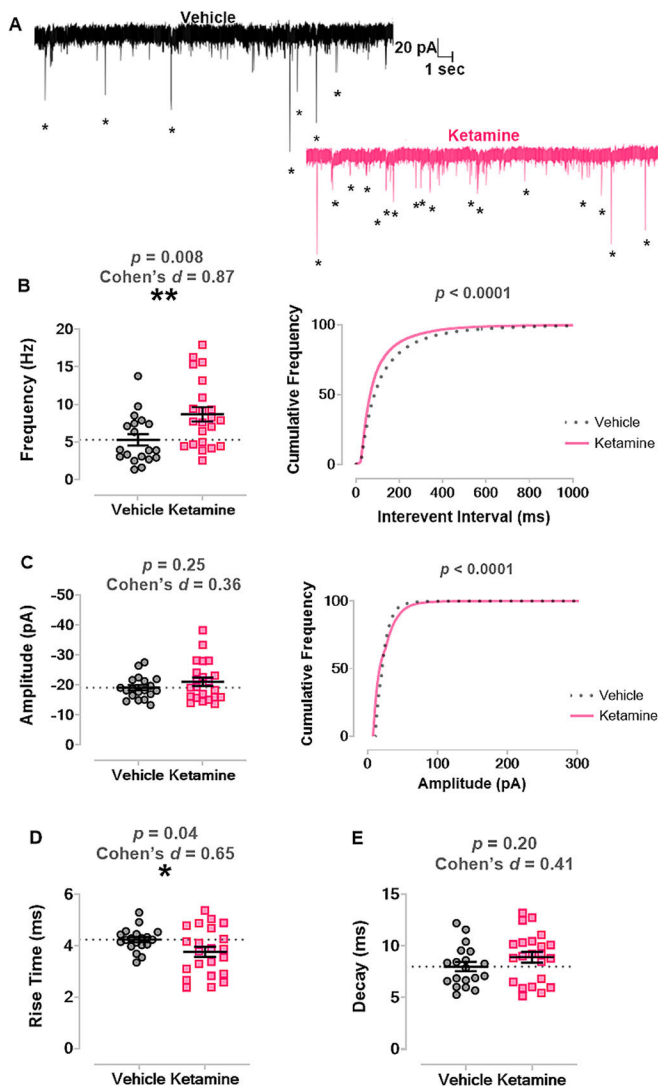 A
Vehicle
20 pA
1 sec
* * * * * * *
Ketamine
* * * * * * * * * * * * * * * *
B
p = 0.008
Cohen's d = 0.87
**
Frequency (Hz)
20
15
10
5
0
Vehicle Ketamine
p < 0.0001
Cumulative Frequency
100
50
0
0 200 400 600 800 1000
Interevent Interval (ms)
Vehicle
Ketamine
C
p = 0.25
Cohen's d = 0.36
Amplitude (pA)
-50
-40
-30
-20
-10
0
Vehicle Ketamine
p < 0.0001
Cumulative Frequency
100
50
0
0 100 200 300
Amplitude (pA)
Vehicle
Ketamine
D
p = 0.04
Cohen's d = 0.65
*
Rise Time (ms)
6
4
2
0
Vehicle Ketamine
E
p = 0.20
Cohen's d = 0.41
Decay (ms)
15
10
5
0
Vehicle Ketamine